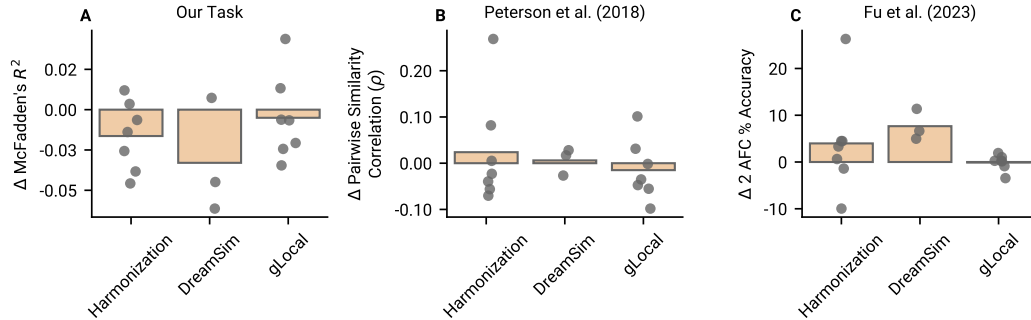 A
Our Task
Δ McFadden's R²
0.02
0.00
-0.03
-0.05
Harmonization
DreamSim
gLocal
B
Peterson et al. (2018)
Δ Pairwise Similarity
Correlation (ρ)
0.20
0.10
0.00
-0.10
Harmonization
DreamSim
gLocal
C
Fu et al. (2023)
Δ 2 AFC % Accuracy
20
10
0
-10
Harmonization
DreamSim
gLocal